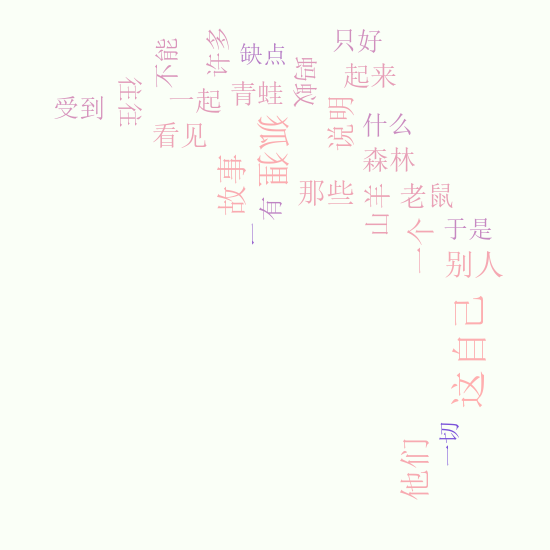 只好
许多
不能
缺点
起来
蚂蚁
往往
一起
青蛙
受到
看见
说明
什么
狐狸
森林
故事
那些
山羊
老鼠
一有
一个
于是
别人
这自己
一切
他们